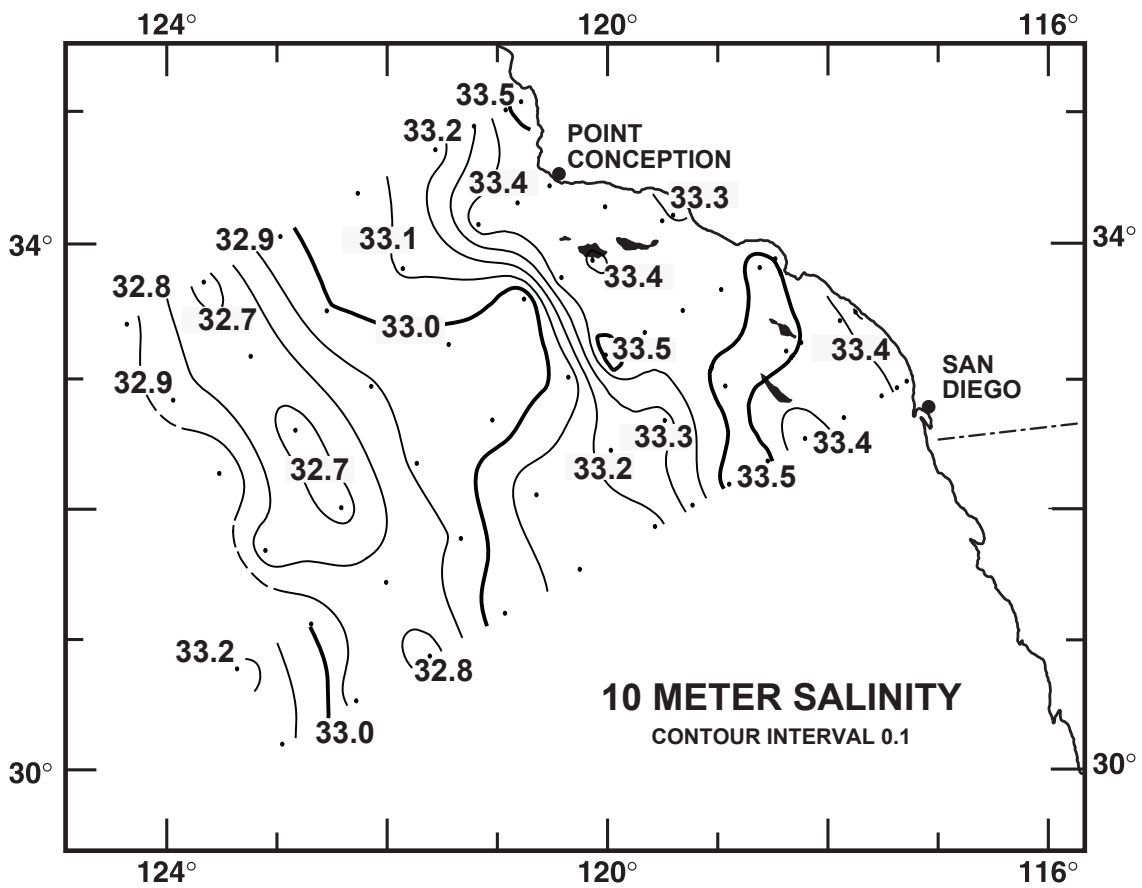 124° 120° 116°
33.5
33.2
POINT
CONCEPTION
33.4
33.3
34° 32.9 33.1 34°
33.4
32.8
32.7 33.0
33.5 33.4
SAN
DIEGO
32.9
33.3 33.4
32.7 33.2 33.5
33.2
32.8
10 METER SALINITY
33.0 CONTOUR INTERVAL 0.1
30° 30°
124° 120° 116°